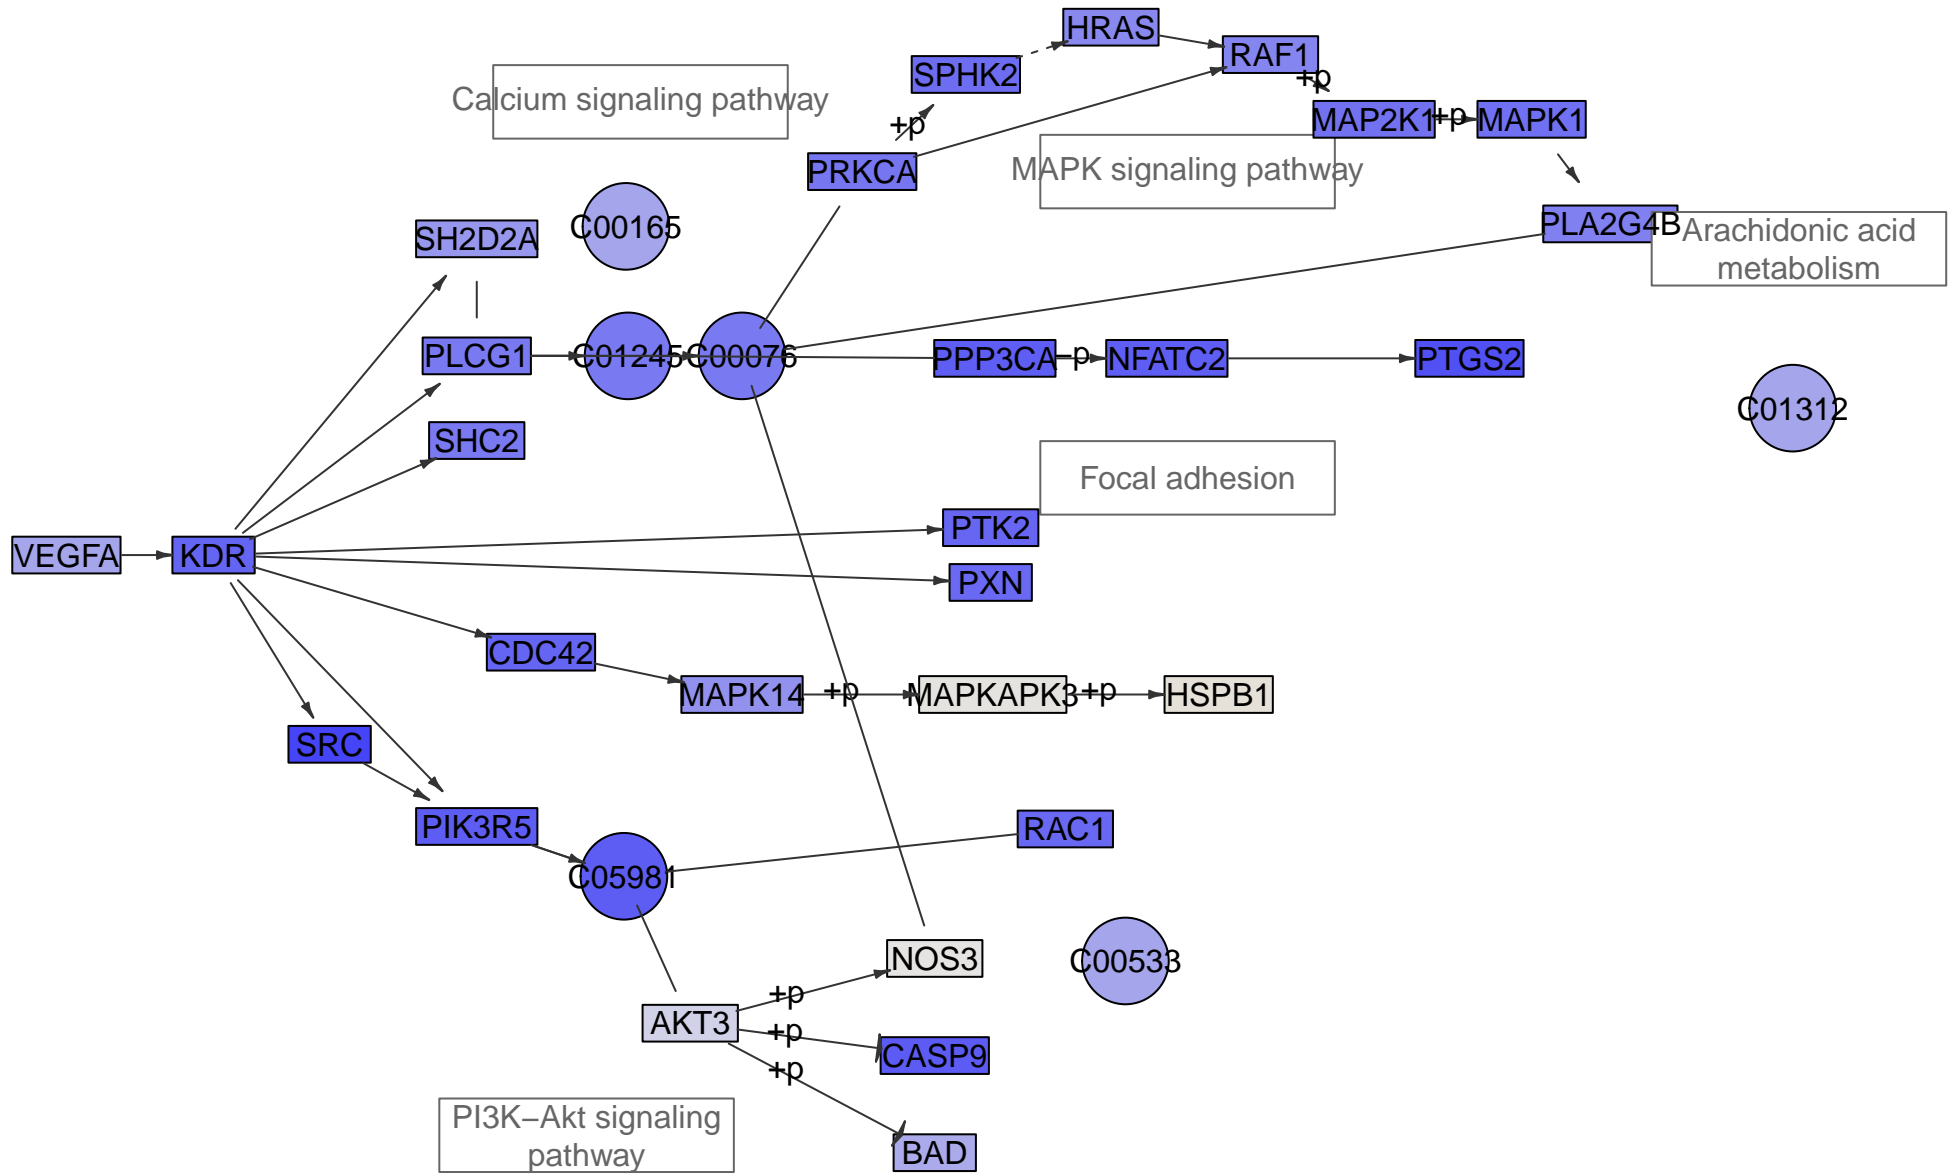 HRAS
RAF1
+p
SPHK2
Calcium signaling pathway
+p
MAP2K1
+p
MAPK1
PRKCA
MAPK signaling pathway
C00165
SH2D2A
PLA2G4B
Arachidonic acid
metabolism
PLCG1
C01245
C00076
PPP3CA
−p
NFATC2
PTGS2
C01312
SHC2
Focal adhesion
PTK2
VEGFA
KDR
PXN
CDC42
MAPK14
+p
MAPKAPK3
+p
HSPB1
SRC
PIK3R5
RAC1
C05981
NOS3
C00533
+p
AKT3
+p
CASP9
+p
PI3K−Akt signaling
pathway
BAD